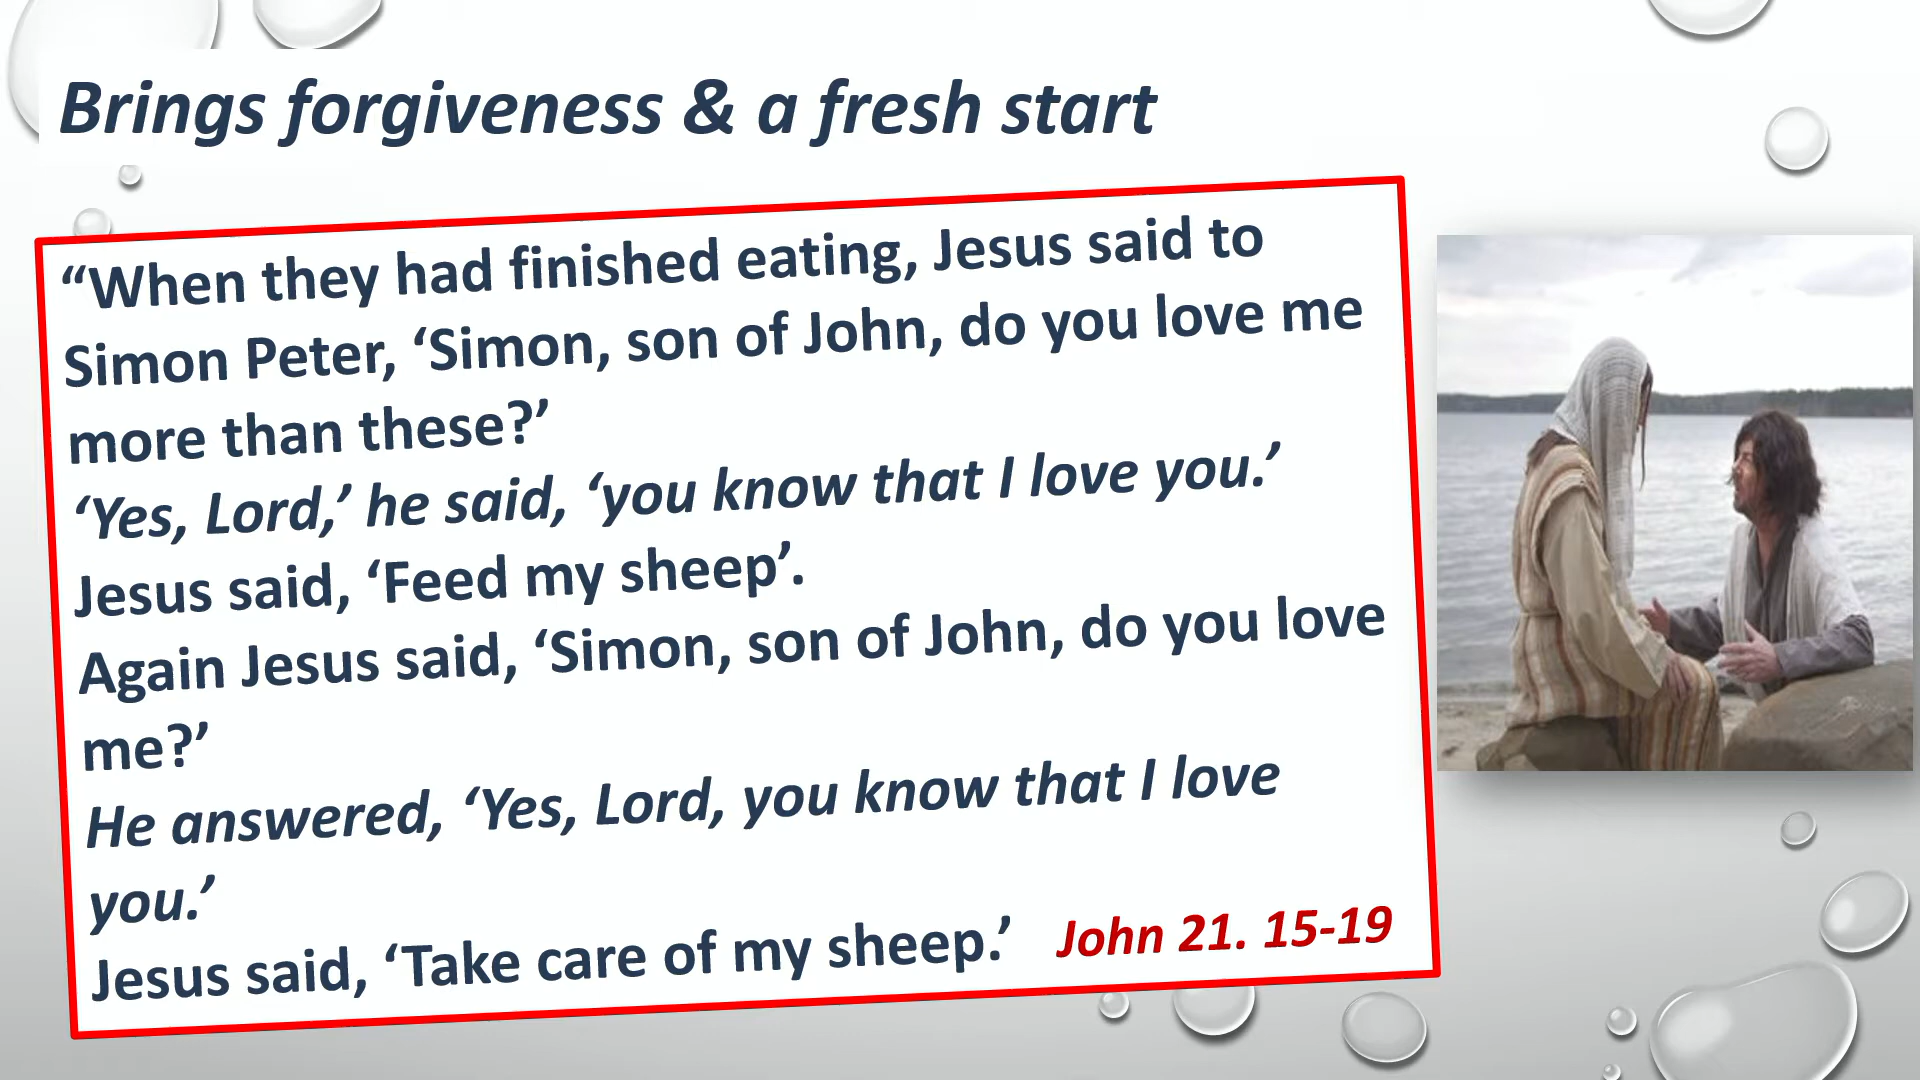 Brings forgiveness & a fresh start
“When they had finished eating, Jesus said to
Simon Peter, ‘Simon, son of John, do you love me
more than these?’
‘Yes, Lord,’ he said, ‘you know that I love you.’
Jesus said, ‘Feed my sheep’.
Again Jesus said, ‘Simon, son of John, do you love
me?’
He answered, ‘Yes, Lord, you know that I love
you.’
Jesus said, ‘Take care of my sheep.’ John 21. 15-19